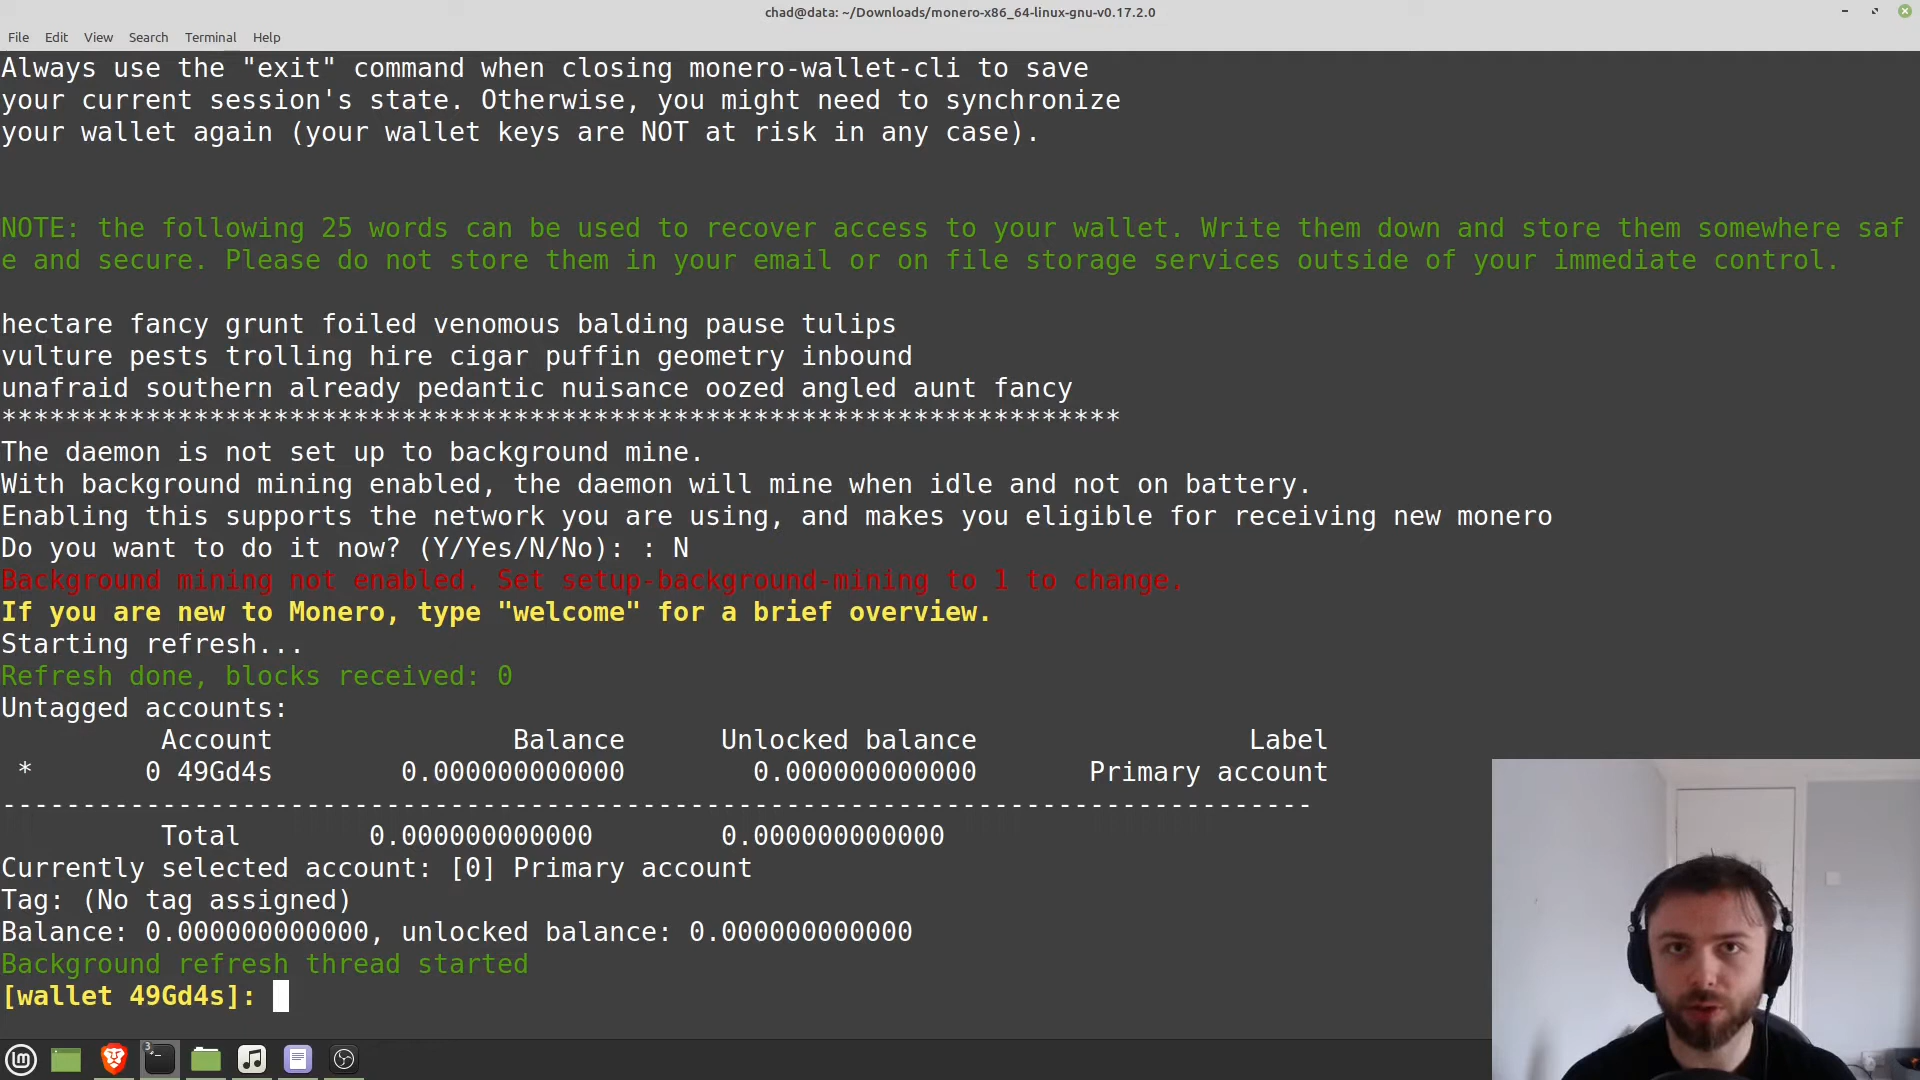 chad@data: ~/Downloads/monero-x86_64-linux-gnu-v0.17.2.0
File Edit View Search Terminal Help
Always use the "exit" command when closing monero-wallet-cli to save
your current session's state. Otherwise, you might need to synchronize
your wallet again (your wallet keys are NOT at risk in any case).
NOTE: the following 25 words can be used to recover access to your wallet. Write them down and store them somewhere saf
e and secure. Please do not store them in your email or on file storage services outside of your immediate control.
hectare fancy grunt foiled venomous balding pause tulips
vulture pests trolling hire cigar puffin geometry inbound
unafraid southern already pedantic nuisance oozed angled aunt fancy
**********************************************************************
The daemon is not set up to background mine.
With background mining enabled, the daemon will mine when idle and not on battery.
Enabling this supports the network you are using, and makes you eligible for receiving new monero
Do you want to do it now? (Y/Yes/N/No): : N
Background mining not enabled. Set setup-background-mining to 1 to change.
If you are new to Monero, type "welcome" for a brief overview.
Starting refresh...
Refresh done, blocks received: 0
Untagged accounts:
Account Balance Unlocked balance Label
* 0 49Gd4s 0.000000000000 0.000000000000 Primary account
----------------------------------------------------------------------------------
Total 0.000000000000 0.000000000000
Currently selected account: [0] Primary account
Tag: (No tag assigned)
Balance: 0.000000000000, unlocked balance: 0.000000000000
Background refresh thread started
[wallet 49Gd4s]:
3